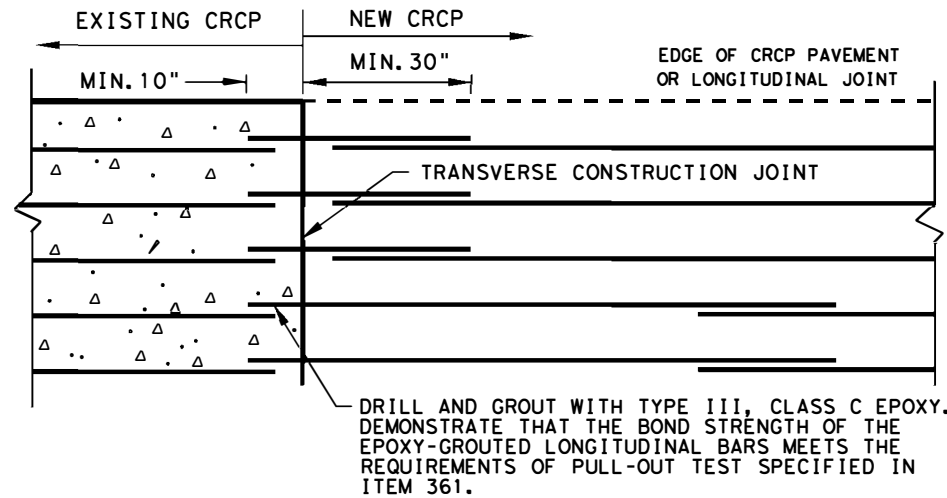 EXISTING CRCP
NEW CRCP
MIN. 10"
MIN. 30"
EDGE OF CRCP PAVEMENT
OR LONGITUDINAL JOINT
TRANSVERSE CONSTRUCTION JOINT
DRILL AND GROUT WITH TYPE III, CLASS C EPOXY.
DEMONSTRATE THAT THE BOND STRENGTH OF THE
EPOXY-GROUTED LONGITUDINAL BARS MEETS THE
REQUIREMENTS OF PULL-OUT TEST SPECIFIED IN
ITEM 361.